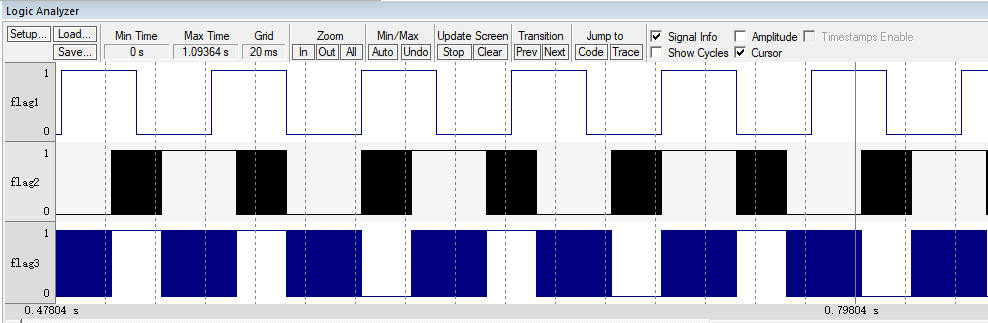 Logic Analyzer
Setup... Load... Min Time Max Time Grid Zoom Min/Max Update Screen Transition Jump to Signal Info Amplitude Timestamps Enable
Save... 0 s 1.09364 s 20 ms In Out All Auto Undo Stop Clear Prev Next Code Trace Show Cycles Cursor
1
flag1
0
1
flag2
0
1
flag3
0
0.47804 s 0.79804 s